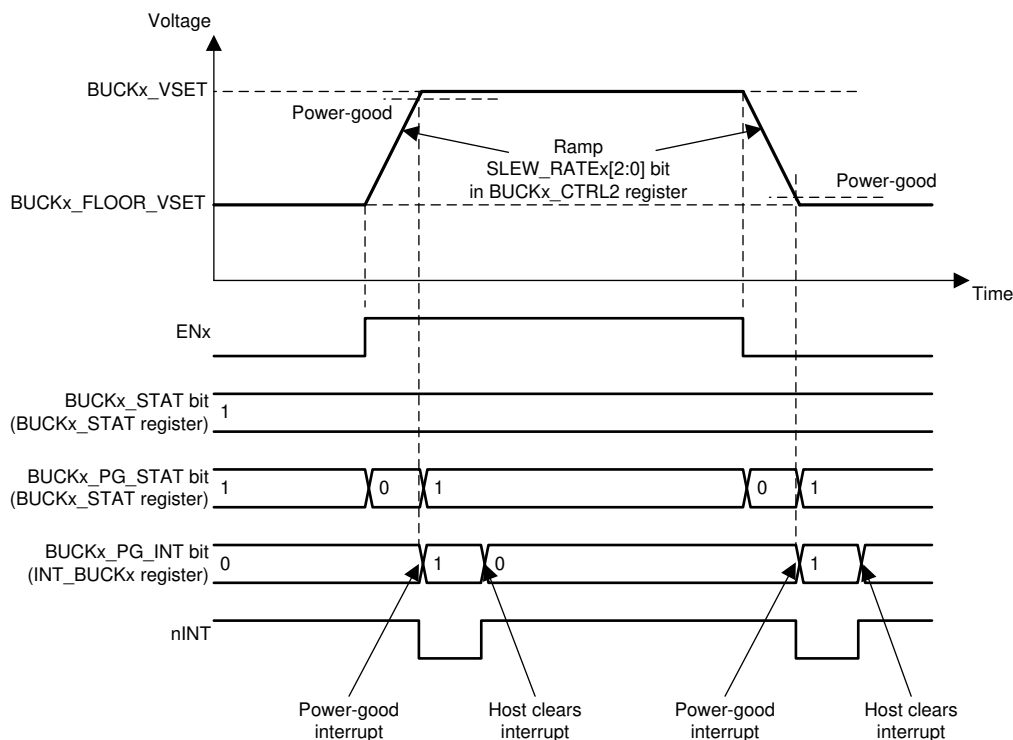 Voltage
BUCKx_VSET
Power-good
Ramp
SLEW_RATEx[2:0] bit
in BUCKx_CTRL2 register
Power-good
BUCKx_FLOOR_VSET
Time
ENx
BUCKx_STAT bit
(BUCKx_STAT register)
1
BUCKx_PG_STAT bit
(BUCKx_STAT register)
1 0 1 0 1
BUCKx_PG_INT bit
(INT_BUCKx register)
0 1 0 1
nINT
Power-good
interrupt
Host clears
interrupt
Power-good
interrupt
Host clears
interrupt